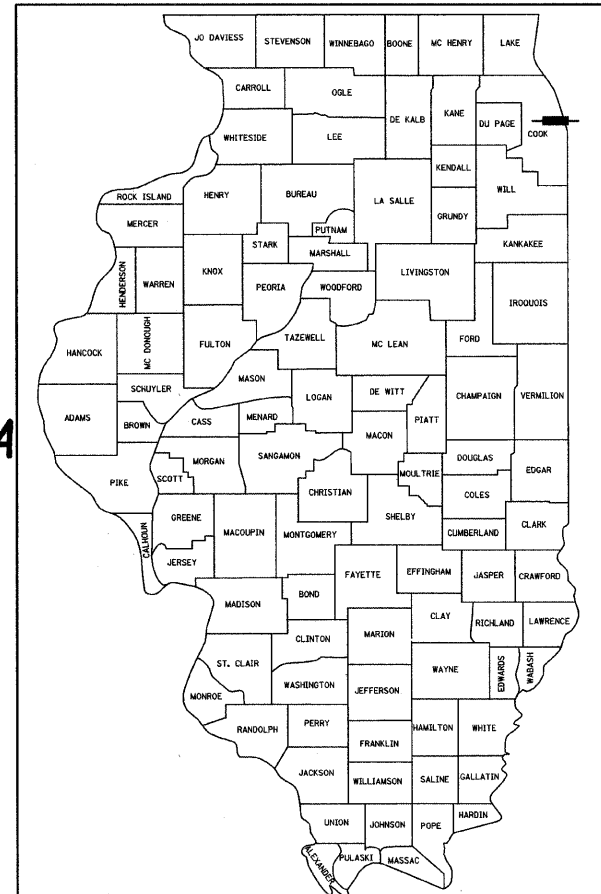 JO DAVIESS STEVENSON WINNEBAGO BOONE MC HENRY LAKE
CARROLL OGLE DE KALB KANE DU PAGE COOK
WHITESIDE LEE
KENDALL WILL
ROCK ISLAND HENRY BUREAU LA SALLE GRUNDY
MERCER PUTNAM
STARK MARSHALL KANKAKEE
HENDERSON WARREN KNOX PEORIA WOODFORD LIVINGSTON IROQUOIS
HANCOCK MC DONOUGH FULTON TAZEWELL MC LEAN FORD
SCHUYLER MASON
ADAMS BROWN CASS MENARD LOGAN DE WITT PIATT CHAMPAIGN VERMILION
4
MACON
PIKE SCOTT MORGAN SANGAMON MOULTRIE DOUGLAS EDGAR
CHRISTIAN COLES
GREENE MACOUPIN MONTGOMERY SHELBY CUMBERLAND CLARK
CALHOUN JERSEY
FAYETTE EFFINGHAM JASPER CRAWFORD
MADISON BOND
CLINTON MARION CLAY RICHLAND LAWRENCE
ST. CLAIR WAYNE EDWARDS WABASH
MONROE WASHINGTON JEFFERSON
RANDOLPH PERRY HAMILTON WHITE
FRANKLIN
JACKSON WILLIAMSON SALINE GALLATIN
UNION JOHNSON POPE HARDIN
ALEXANDER PULASKI MASSAC